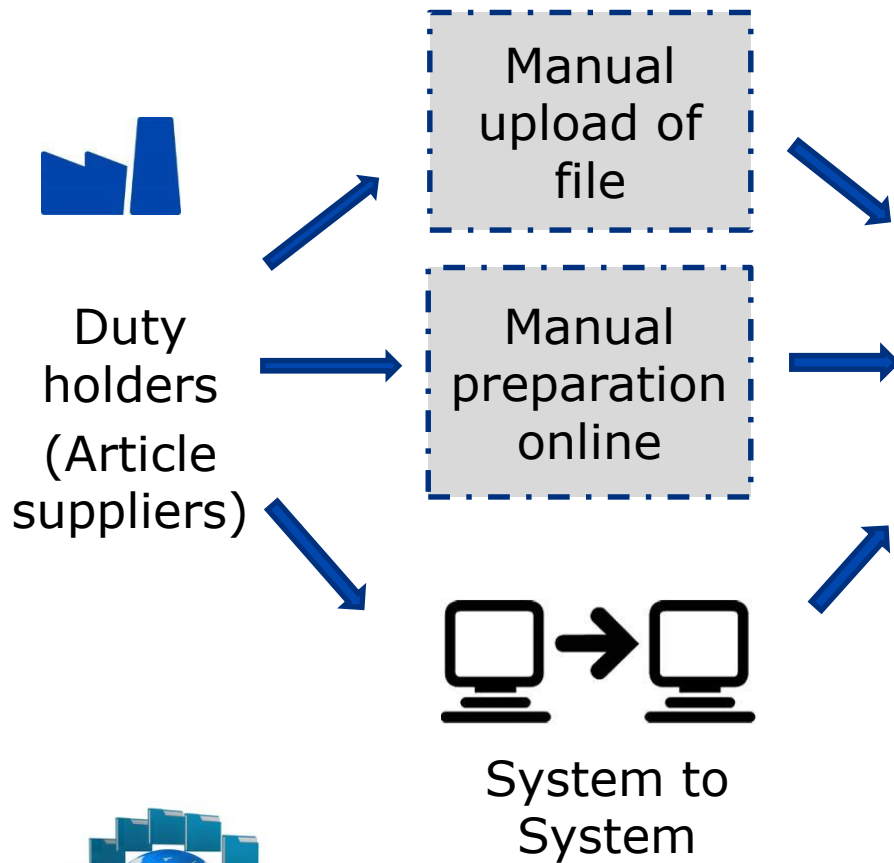 Manual
upload of
file
Duty
holders
(Article
suppliers)
Manual
preparation
online
System to
System